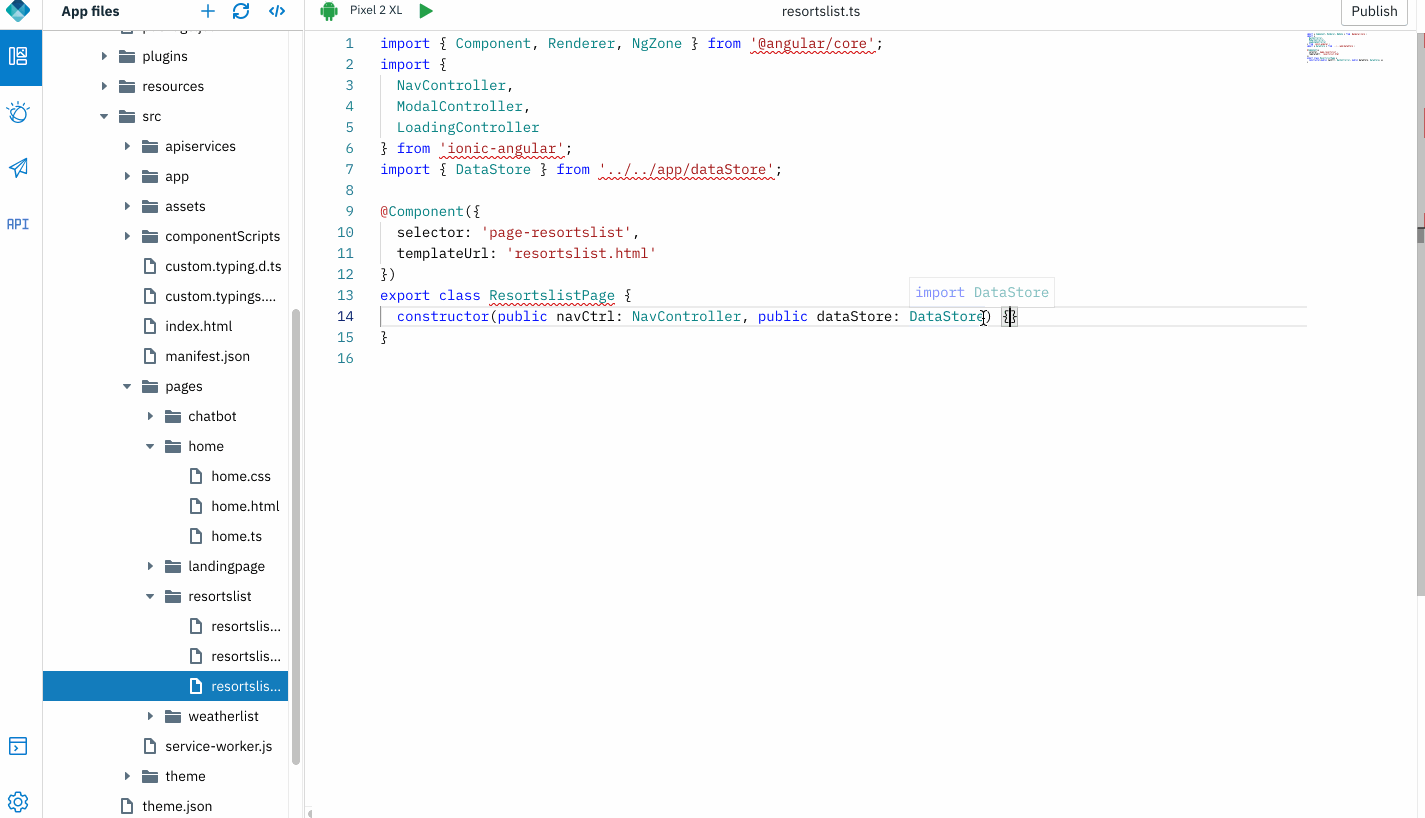 App files
Pixel 2 XL
resortslist.ts
Publish
plugins
resources
src
apiservices
app
assets
componentScripts
custom.typing.d.ts
custom.typings....
index.html
manifest.json
pages
chatbot
home
home.css
home.html
home.ts
landingpage
resortslist
resortslis...
resortslis...
resortslis...
weatherlist
service-worker.js
theme
theme.json
API
1 import { Component, Renderer, NgZone } from '@angular/core';
2 import {
3 NavController,
4 ModalController,
5 LoadingController
6 } from 'ionic-angular';
7 import { DataStore } from '../../app/dataStore';
8
9 @Component({
10 selector: 'page-resortslist',
11 templateUrl: 'resortslist.html'
12 })
import DataStore
13 export class ResortslistPage {
14 constructor(public navCtrl: NavController, public dataStore: DataStore) {}
15 }
16